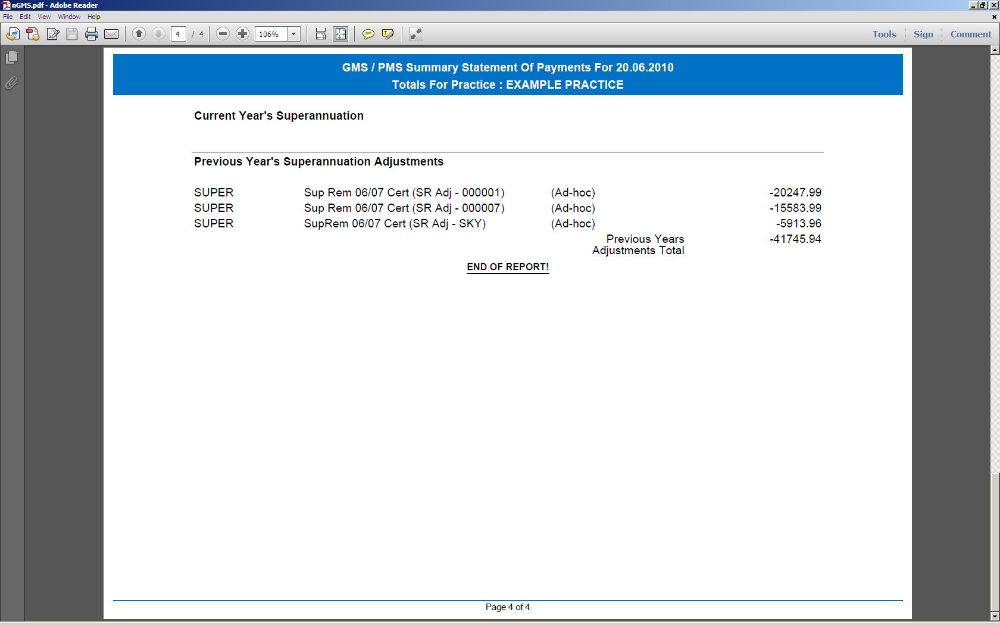 nGMS.pdf - Adobe Reader
File Edit View Window Help
4 / 4 106% Tools Sign Comment
GMS / PMS Summary Statement Of Payments For 20.06.2010
Totals For Practice : EXAMPLE PRACTICE
Current Year's Superannuation
Previous Year's Superannuation Adjustments
SUPER Sup Rem 06/07 Cert (SR Adj - 000001) (Ad-hoc) -20247.99
SUPER Sup Rem 06/07 Cert (SR Adj - 000007) (Ad-hoc) -15583.99
SUPER SupRem 06/07 Cert (SR Adj - SKY) (Ad-hoc) -5913.96
Previous Years -41745.94
Adjustments Total
END OF REPORT!
Page 4 of 4